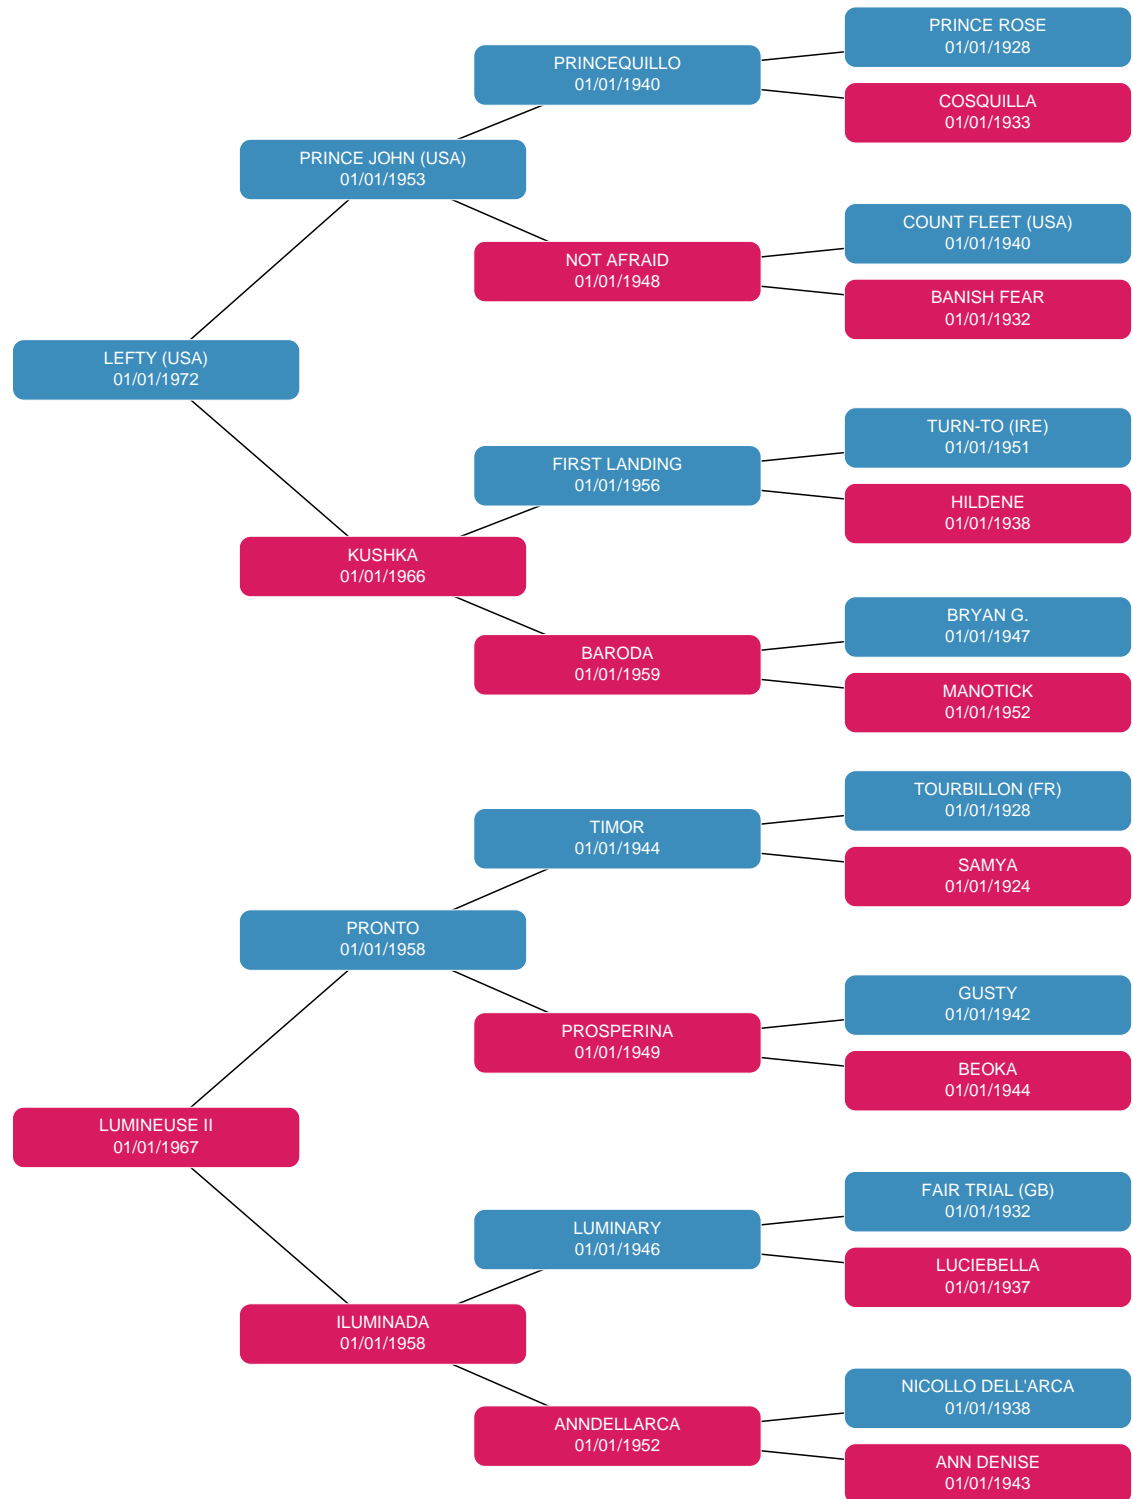 PRINCE ROSE
01/01/1928
PRINCEQUILLO
01/01/1940
COSQUILLA
01/01/1933
PRINCE JOHN (USA)
01/01/1953
COUNT FLEET (USA)
01/01/1940
NOT AFRAID
01/01/1948
BANISH FEAR
01/01/1932
LEFTY (USA)
01/01/1972
TURN-TO (IRE)
01/01/1951
FIRST LANDING
01/01/1956
HILDENE
01/01/1938
KUSHKA
01/01/1966
BRYAN G.
01/01/1947
BARODA
01/01/1959
MANOTICK
01/01/1952
TOURBILLON (FR)
01/01/1928
TIMOR
01/01/1944
SAMYA
01/01/1924
PRONTO
01/01/1958
GUSTY
01/01/1942
PROSPERINA
01/01/1949
BEOKA
01/01/1944
LUMINEUSE II
01/01/1967
FAIR TRIAL (GB)
01/01/1932
LUMINARY
01/01/1946
LUCIEBELLA
01/01/1937
ILUMINADA
01/01/1958
NICOLLO DELL'ARCA
01/01/1938
ANNDELLARCA
01/01/1952
ANN DENISE
01/01/1943